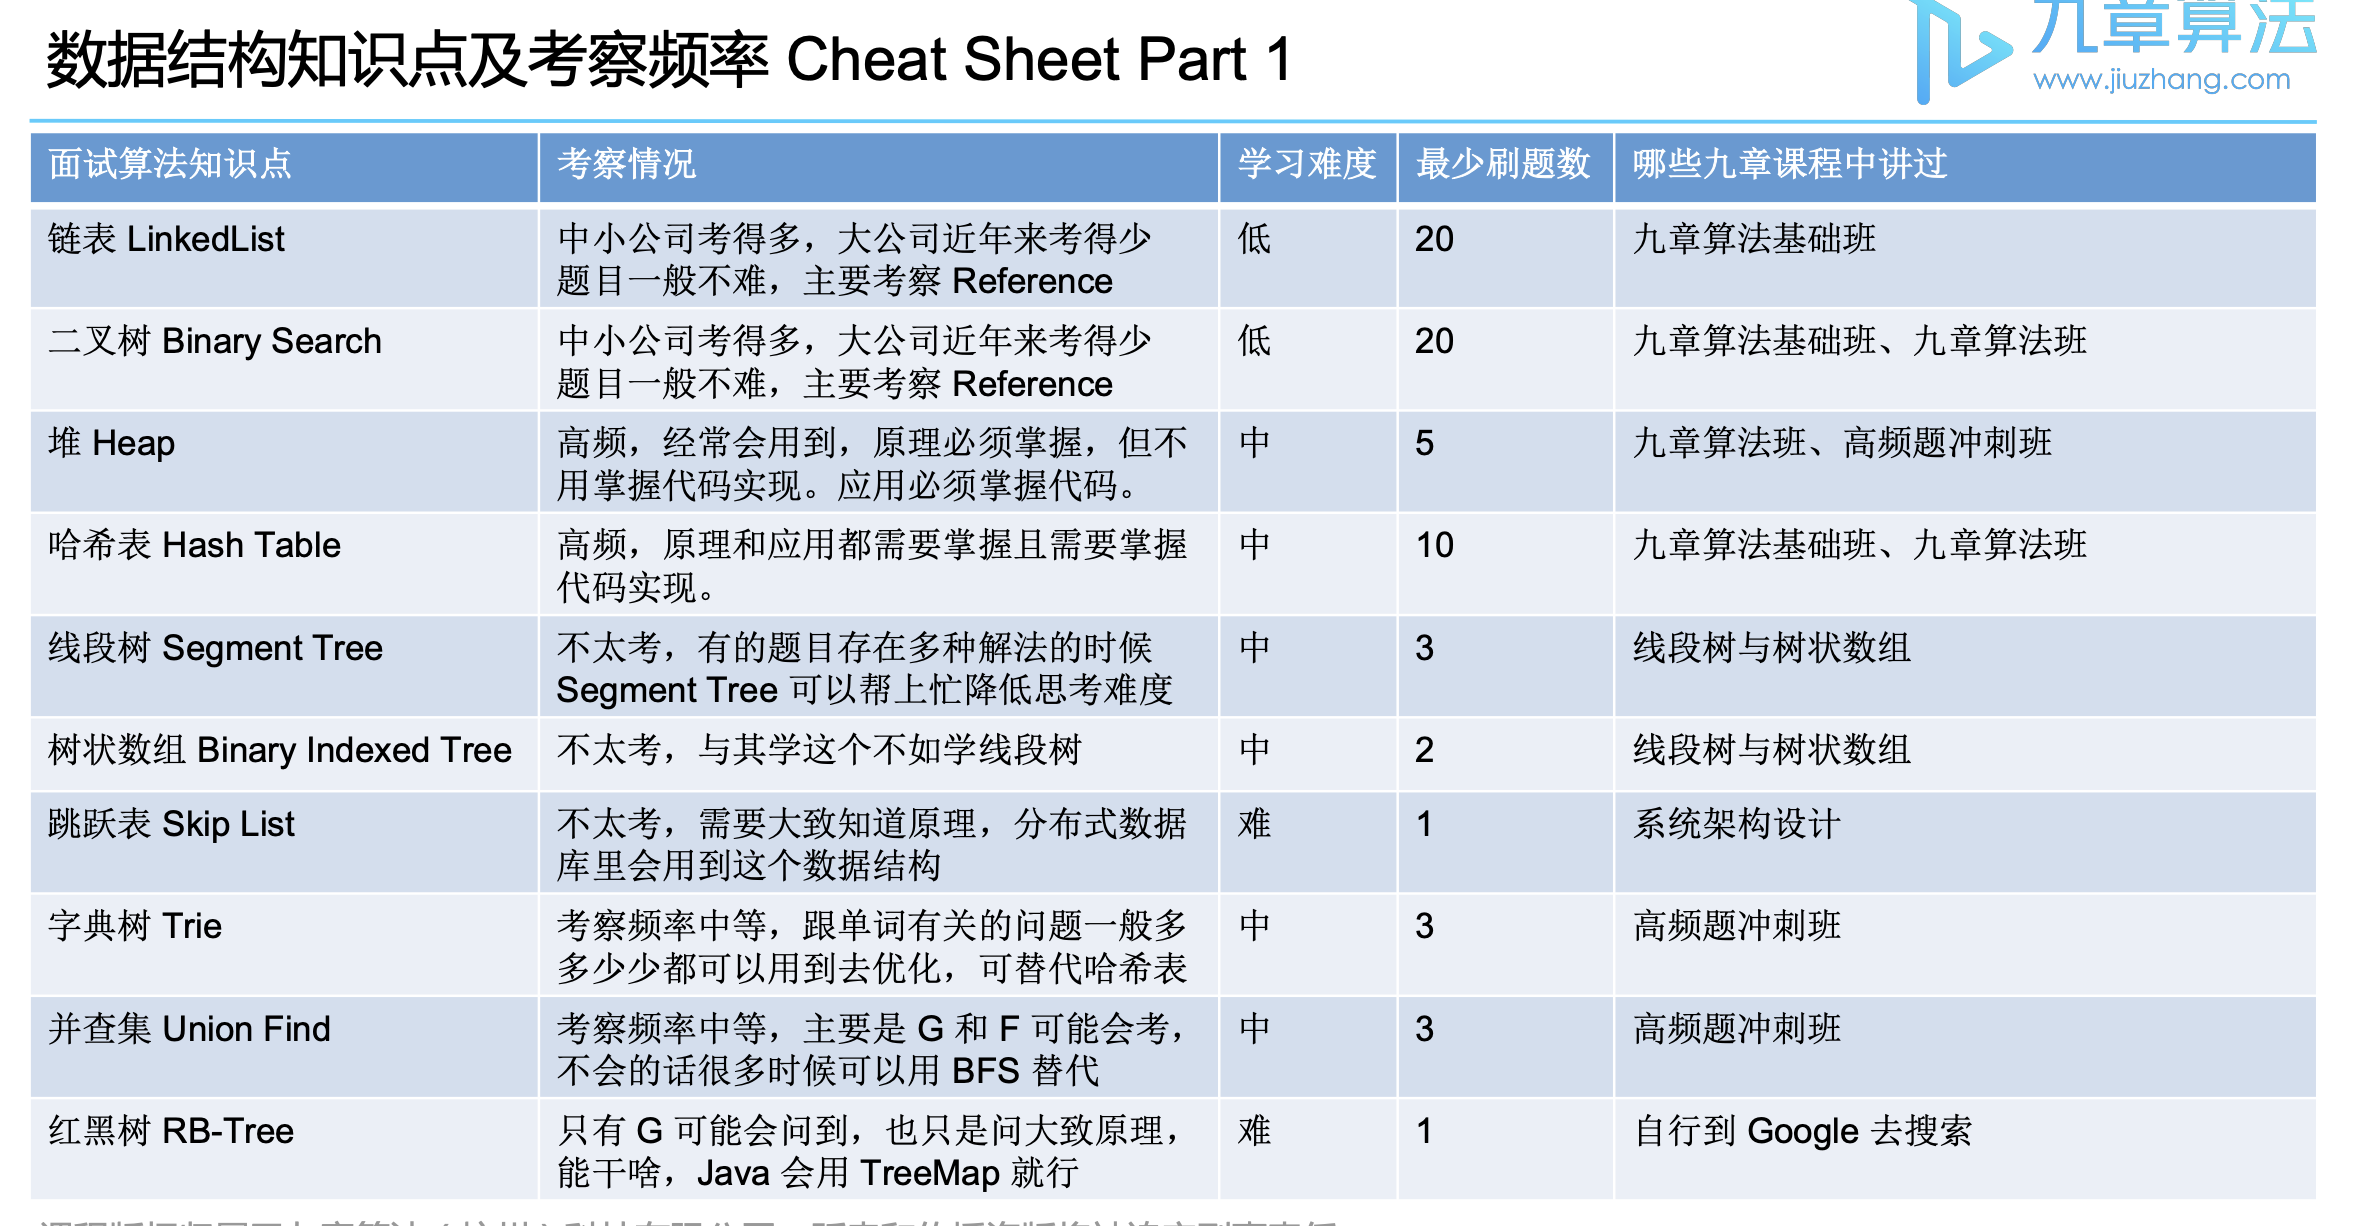 数据结构知识点及考察频率 Cheat Sheet Part 1
九章算法
www.jiuzhang.com
面试算法知识点
考察情况
学习难度
最少刷题数
哪些九章课程中讲过
链表 LinkedList
中小公司考得多，大公司近年来考得少
题目一般不难，主要考察 Reference
低
20
九章算法基础班
二叉树 Binary Search
中小公司考得多，大公司近年来考得少
题目一般不难，主要考察 Reference
低
20
九章算法基础班、九章算法班
堆 Heap
高频，经常会用到，原理必须掌握，但不
用掌握代码实现。应用必须掌握代码。
中
5
九章算法班、高频题冲刺班
哈希表 Hash Table
高频，原理和应用都需要掌握且需要掌握
代码实现。
中
10
九章算法基础班、九章算法班
线段树 Segment Tree
不太考，有的题目存在多种解法的时候
Segment Tree 可以帮上忙降低思考难度
中
3
线段树与树状数组
树状数组 Binary Indexed Tree
不太考，与其学这个不如学线段树
中
2
线段树与树状数组
跳跃表 Skip List
不太考，需要大致知道原理，分布式数据
库里会用到这个数据结构
难
1
系统架构设计
字典树 Trie
考察频率中等，跟单词有关的问题一般多
多少少都可以用到去优化，可替代哈希表
中
3
高频题冲刺班
并查集 Union Find
考察频率中等，主要是 G 和 F 可能会考，
不会的话很多时候可以用 BFS 替代
中
3
高频题冲刺班
红黑树 RB-Tree
只有 G 可能会问到，也只是问大致原理，
能干啥，Java 会用 TreeMap 就行
难
1
自行到 Google 去搜索